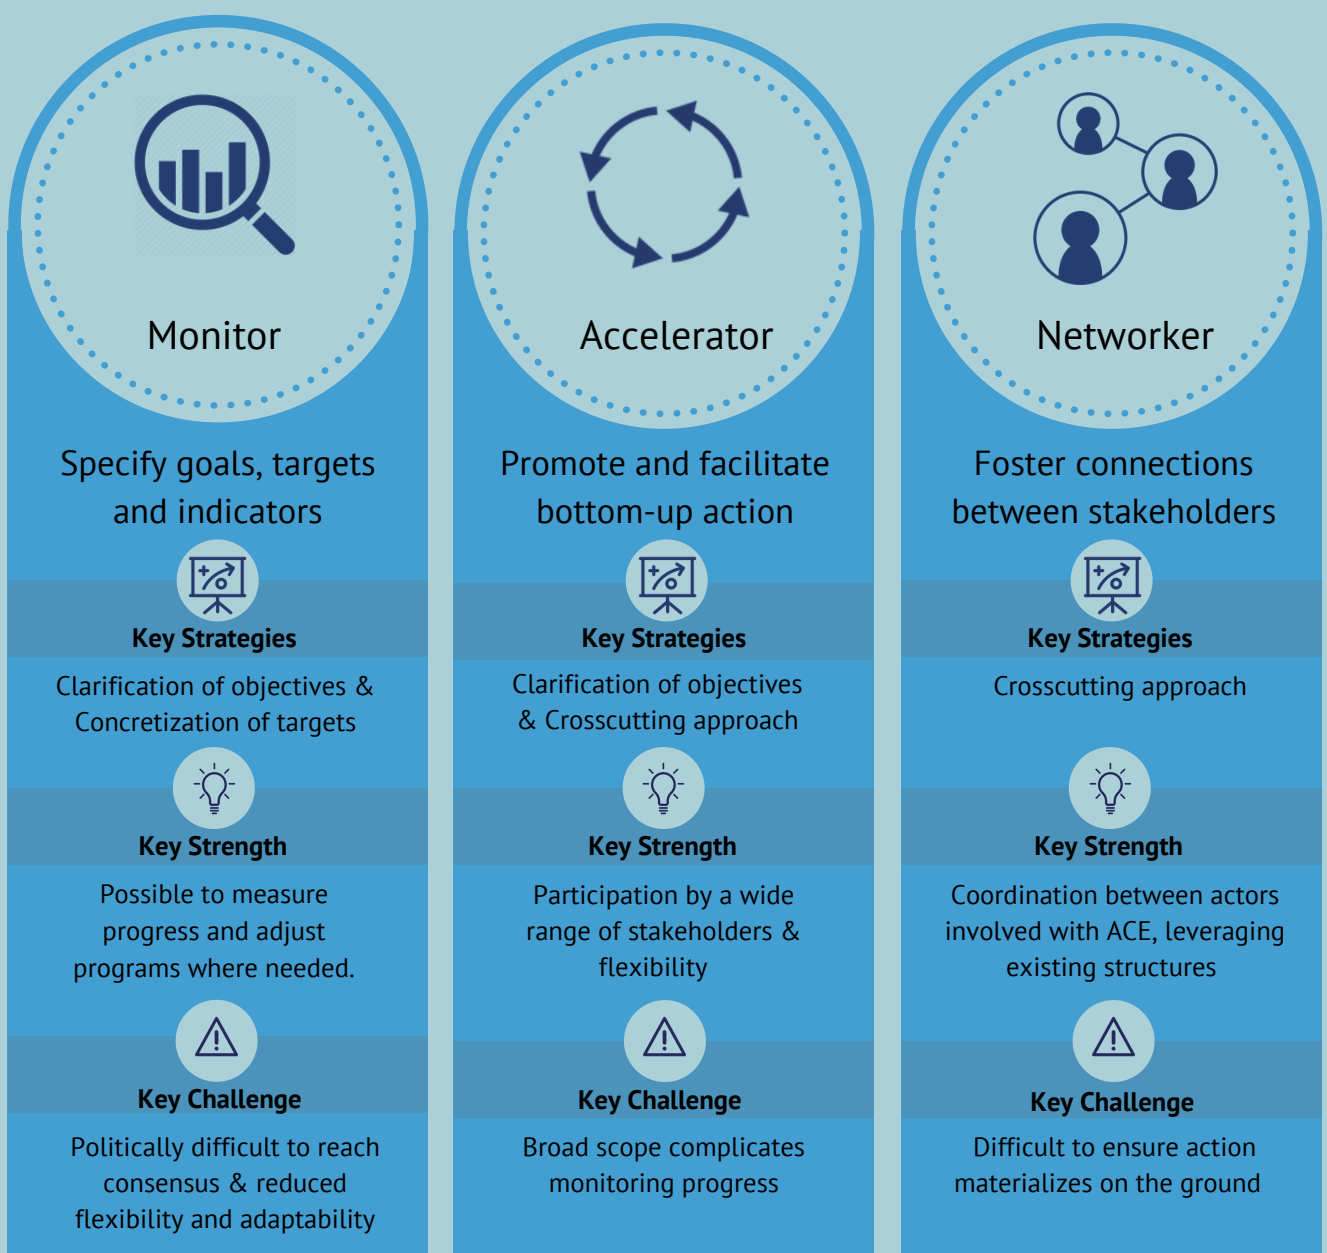 Monitor
Specify goals, targets
and indicators
Key Strategies
Clarification of objectives &
Concretization of targets
Key Strength
Possible to measure
progress and adjust
programs where needed.
Key Challenge
Politically difficult to reach
consensus & reduced
flexibility and adaptability
Accelerator
Promote and facilitate
bottom-up action
Key Strategies
Clarification of objectives
& Crosscutting approach
Key Strength
Participation by a wide
range of stakeholders &
flexibility
Key Challenge
Broad scope complicates
monitoring progress
Networker
Foster connections
between stakeholders
Key Strategies
Crosscutting approach
Key Strength
Coordination between actors
involved with ACE, leveraging
existing structures
Key Challenge
Difficult to ensure action
materializes on the ground